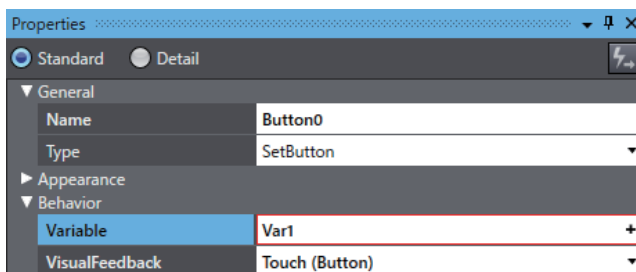 Properties
Standard Detail
General
Name Button0
Type SetButton
Appearance
Behavior
Variable Var1 +
VisualFeedback Touch (Button)